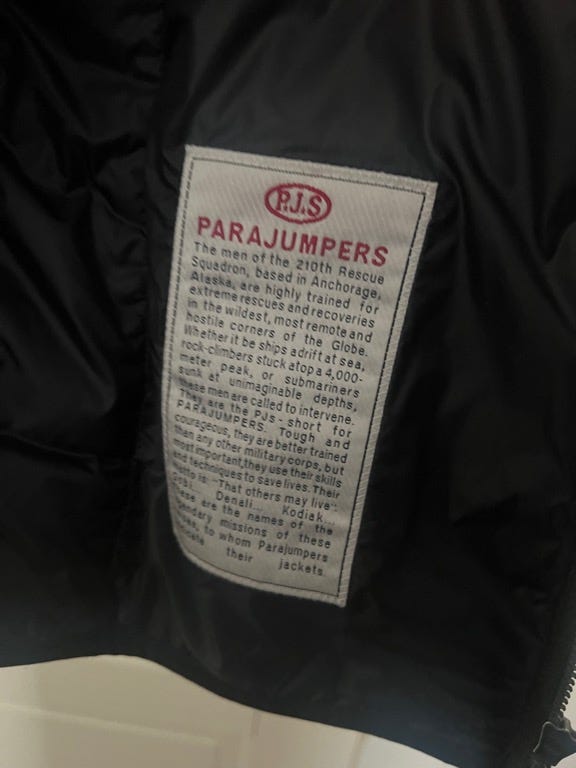 P.J.S
PARAJUMPERS
The men of the 210th Rescue
Squadron, based in Anchorage,
Alaska, are highly trained for
extreme rescues and recoveries
in the wildest, most remote and
hostile corners of the Globe.
Whether it be ships adrift at sea,
rock-climbers stuck atop a 4,000-
meter peak, or submariners
sunk at unimaginable depths,
these men are called to intervene.
They are the PJs - short for
PARAJUMPERS. Tough and
courageous, they are better trained
than any other military corps, but
most important, they use their skills
and techniques to save lives. Their
motto is "That others may live".
Denali... Kodiak...
These are the names of the
missions of these
to whom Parajumpers
their jackets